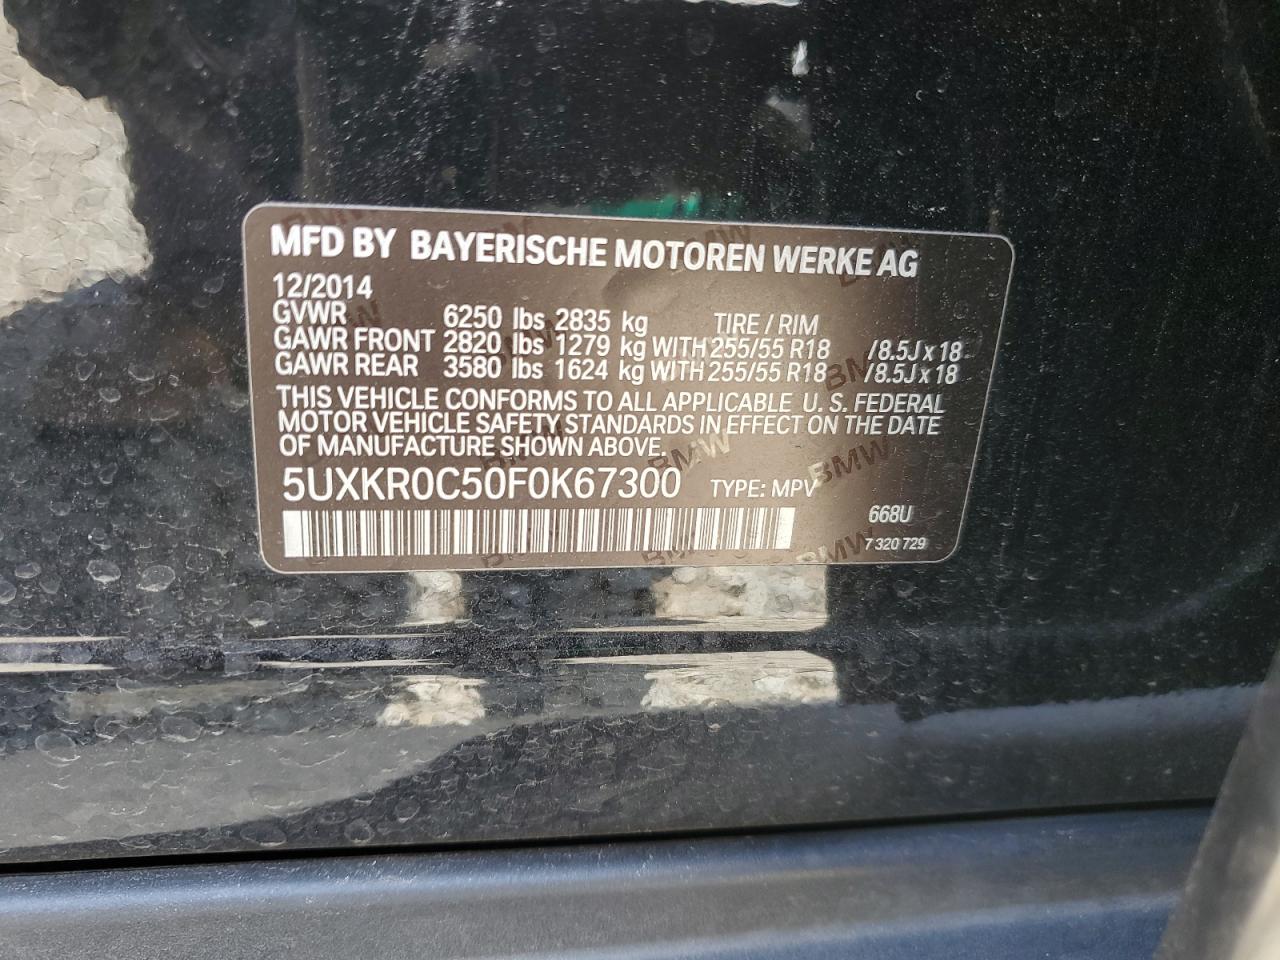 MFD BY BAYERISCHE MOTOREN WERKE AG
12/2014
GVWR 6250 lbs 2835 kg TIRE / RIM
GAWR FRONT 2820 lbs 1279 kg WITH 255/55 R18 /8.5J x 18
GAWR REAR 3580 lbs 1624 kg WITH 255/55 R18 /8.5J x 18
THIS VEHICLE CONFORMS TO ALL APPLICABLE U. S. FEDERAL
MOTOR VEHICLE SAFETY STANDARDS IN EFFECT ON THE DATE
OF MANUFACTURE SHOWN ABOVE.
5UXKR0C50F0K67300 TYPE: MPV
668U
7 320 729